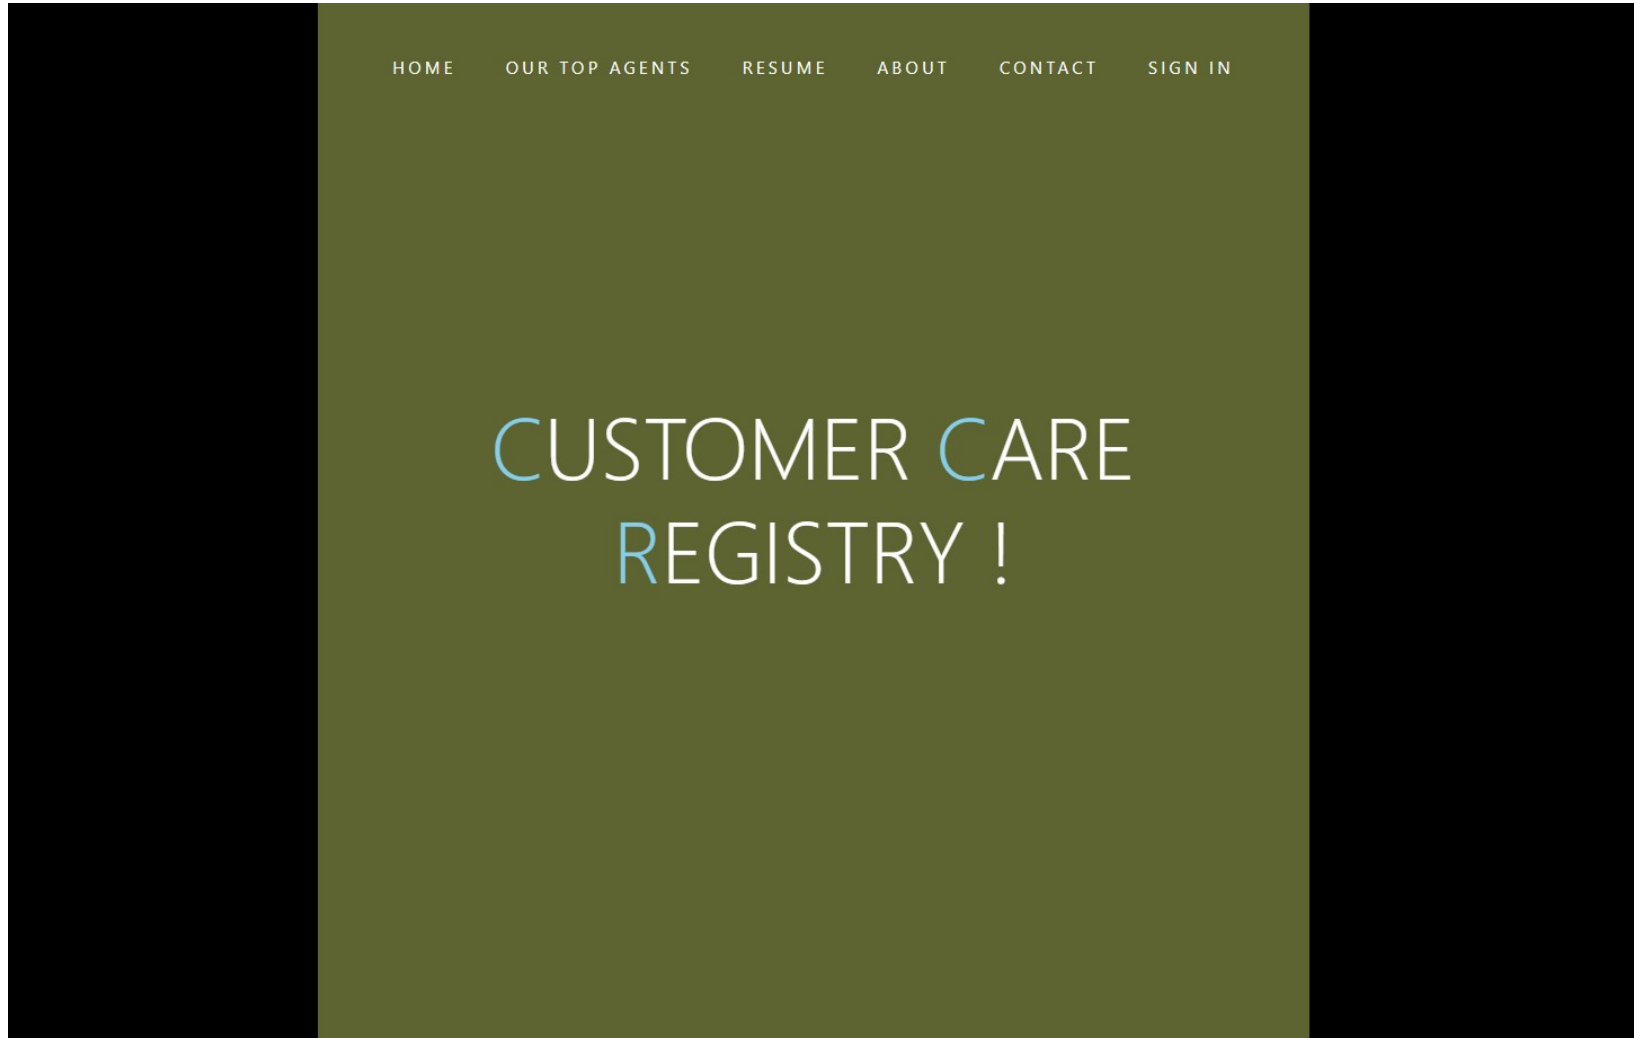 HOME OUR TOP AGENTS RESUME ABOUT CONTACT SIGN IN
CUSTOMER CARE
REGISTRY !